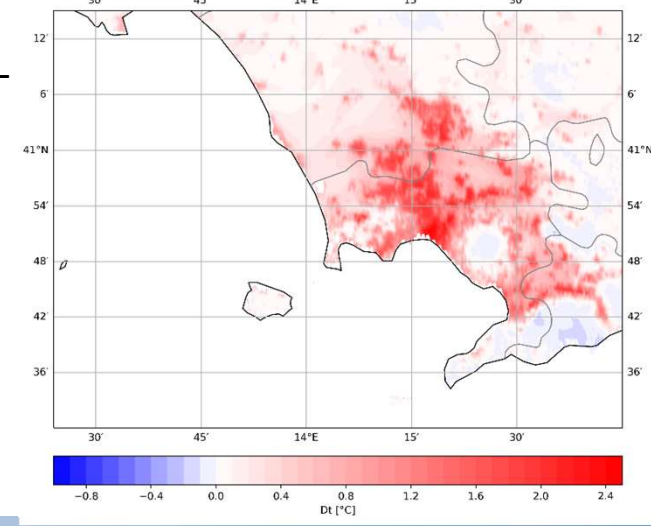 30′ 45′ 14°E 15′ 30′
12′ 12′
6′ 6′
41°N 41°N
54′ 54′
48′ 48′
42′ 42′
36′ 36′
30′ 45′ 14°E 15′ 30′
−0.8 −0.4 0.0 0.4 0.8 1.2 1.6 2.0 2.4
Dt [°C]